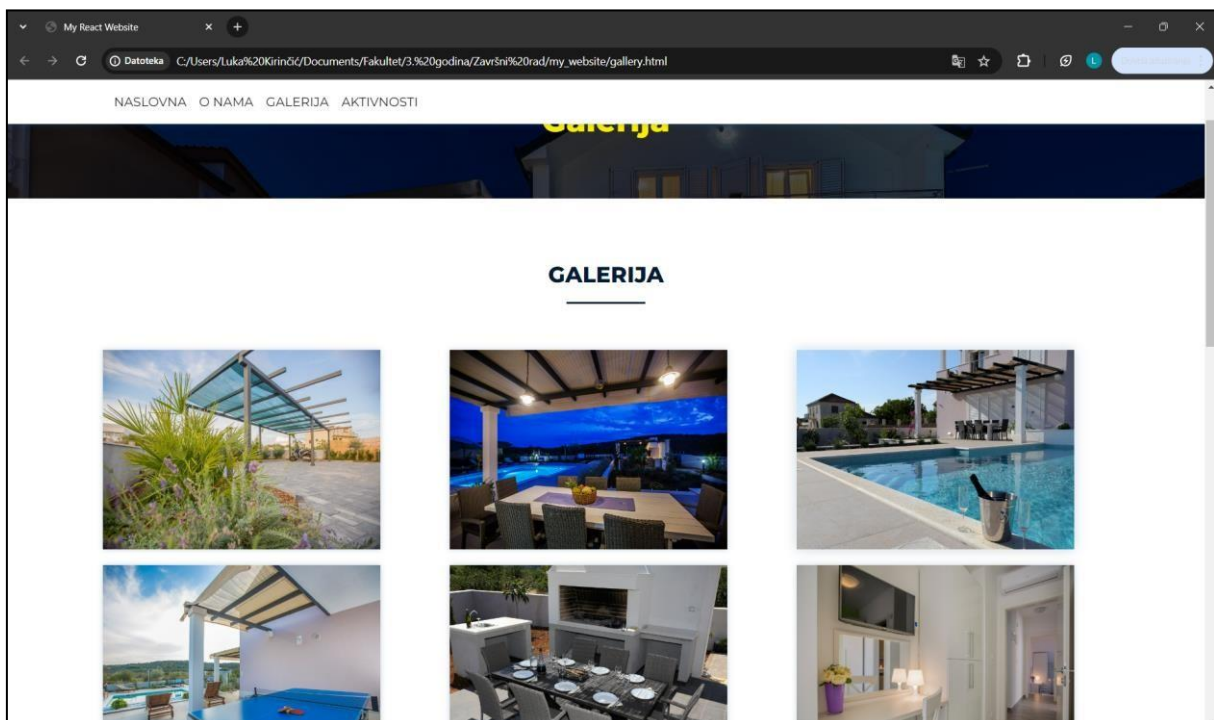 My React Website
Datoteka C:/Users/Luka%20Kirinčić/Documents/Fakultet/3.%20godina/Završni%20rad/my_website/gallery.html
L
NASLOVNA O NAMA GALERIJA AKTIVNOSTI
Galerija
GALERIJA